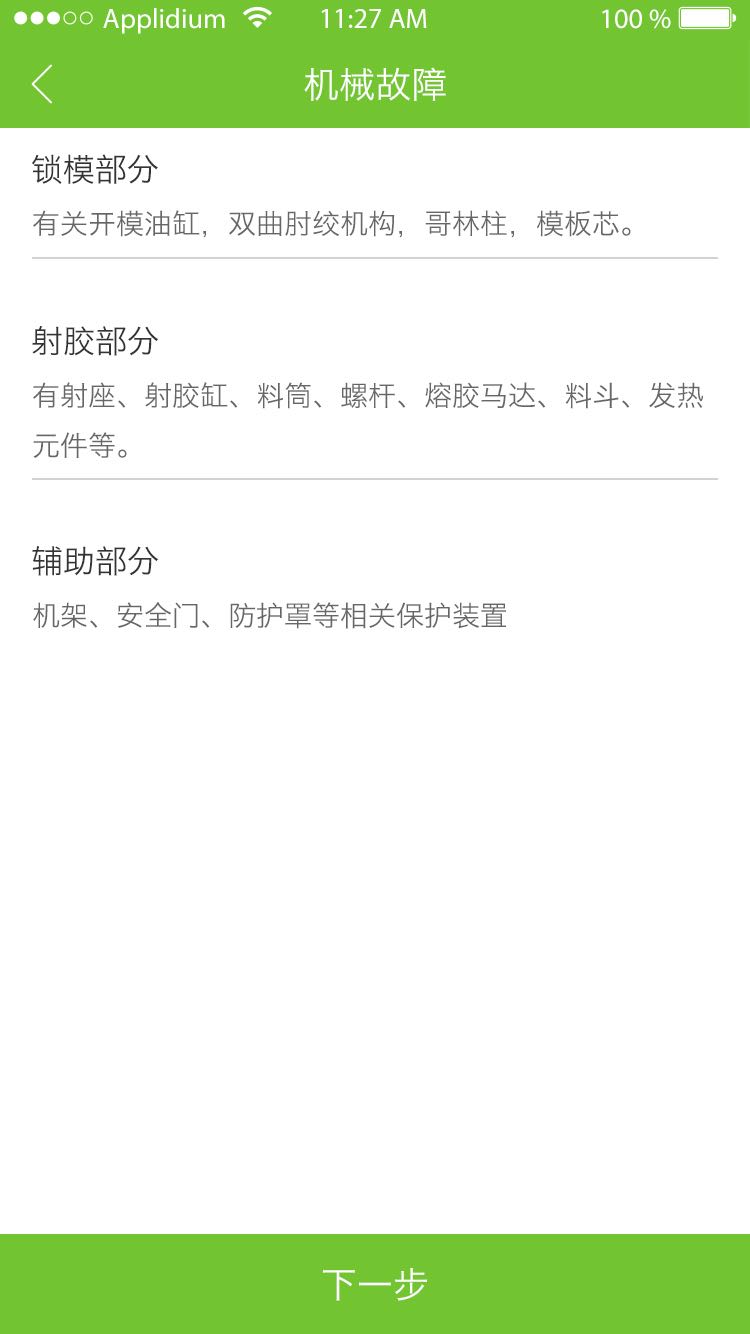 Applidium 11:27 AM 100 %
机械故障
锁模部分
有关开模油缸，双曲肘绞机构，哥林柱，模板芯。
射胶部分
有射座、射胶缸、料筒、螺杆、熔胶马达、料斗、发热
元件等。
辅助部分
机架、安全门、防护罩等相关保护装置
下一步